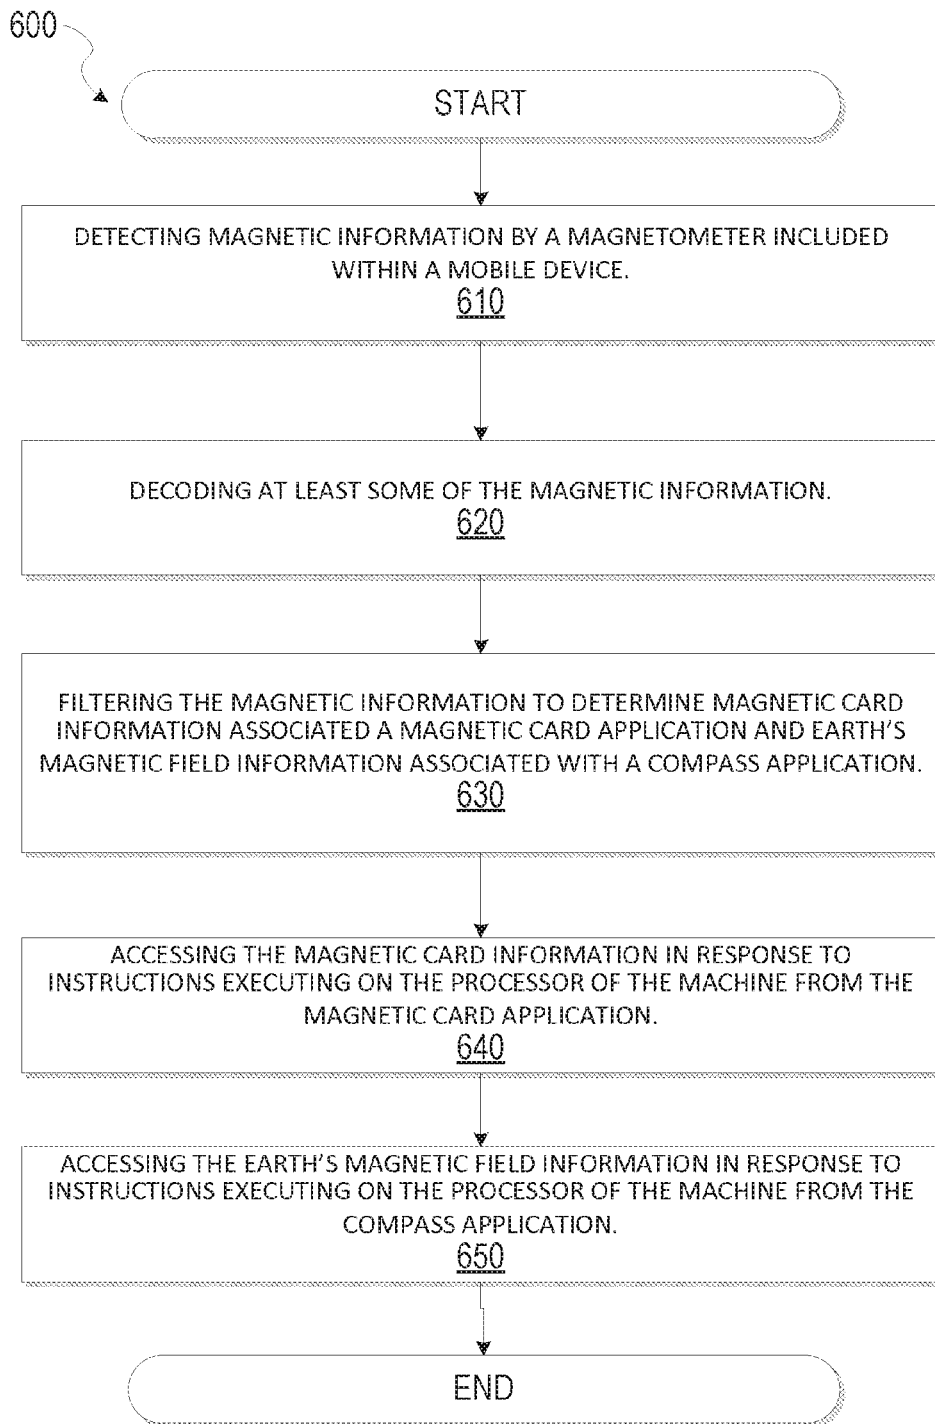 600
START
DETECTING MAGNETIC INFORMATION BY A MAGNETOMETER INCLUDED
WITHIN A MOBILE DEVICE.
610
DECODING AT LEAST SOME OF THE MAGNETIC INFORMATION.
620
FILTERING THE MAGNETIC INFORMATION TO DETERMINE MAGNETIC CARD
INFORMATION ASSOCIATED A MAGNETIC CARD APPLICATION AND EARTH'S
MAGNETIC FIELD INFORMATION ASSOCIATED WITH A COMPASS APPLICATION.
630
ACCESSING THE MAGNETIC CARD INFORMATION IN RESPONSE TO
INSTRUCTIONS EXECUTING ON THE PROCESSOR OF THE MACHINE FROM THE
MAGNETIC CARD APPLICATION.
640
ACCESSING THE EARTH'S MAGNETIC FIELD INFORMATION IN RESPONSE TO
INSTRUCTIONS EXECUTING ON THE PROCESSOR OF THE MACHINE FROM THE
COMPASS APPLICATION.
650
END